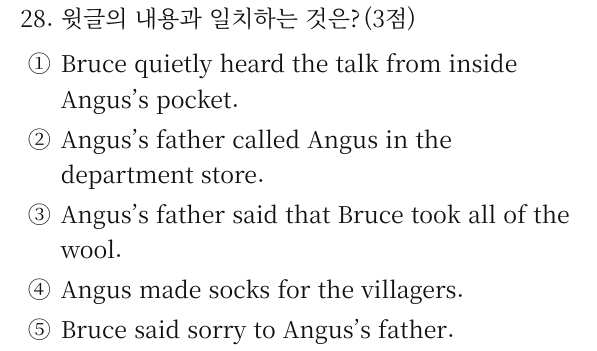 28. 윗글의 내용과 일치하는 것은?(3점)
① Bruce quietly heard the talk from inside
Angus’s pocket.
② Angus’s father called Angus in the
department store.
③ Angus’s father said that Bruce took all of the
wool.
④ Angus made socks for the villagers.
⑤ Bruce said sorry to Angus’s father.